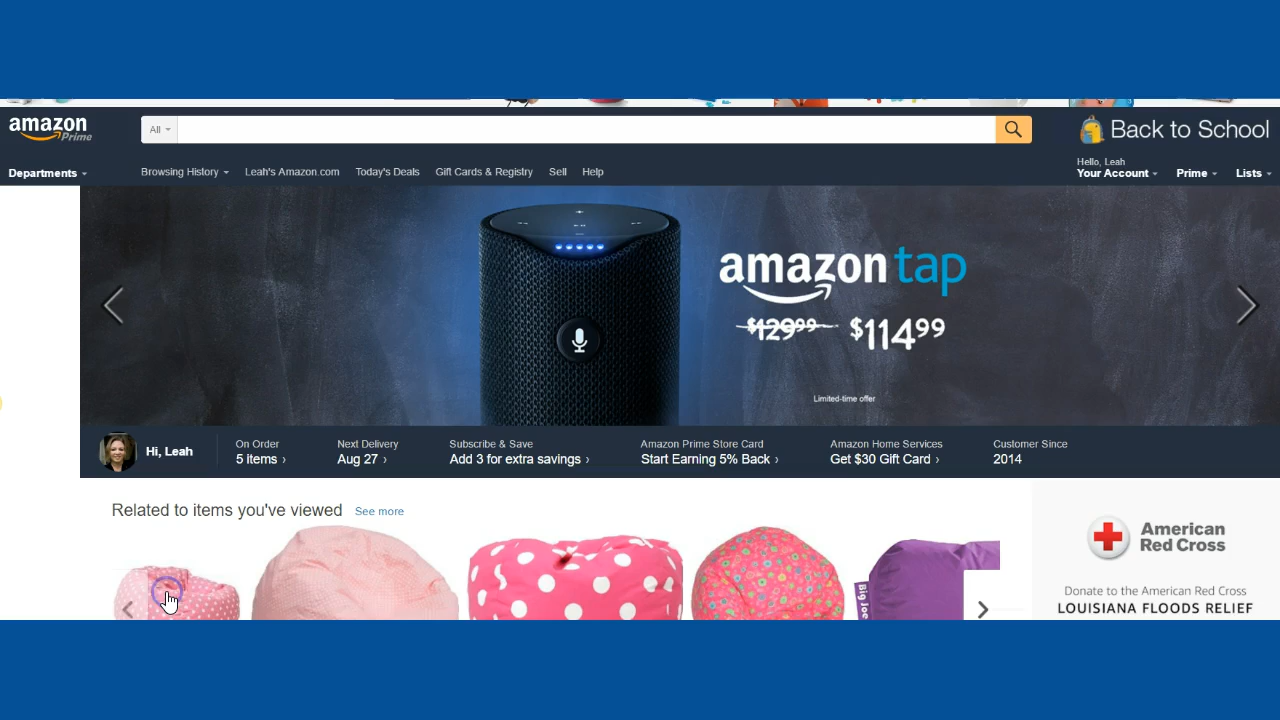 amazon
Prime
All
Back to School
Departments
Browsing History
Leah's Amazon.com
Today's Deals
Gift Cards & Registry
Sell
Help
Hello, Leah
Your Account
Prime
Lists
amazon tap
$129.99 $114.99
Limited-time offer
Hi, Leah
On Order
5 items ›
Next Delivery
Aug 27 ›
Subscribe & Save
Add 3 for extra savings ›
Amazon Prime Store Card
Start Earning 5% Back ›
Amazon Home Services
Get $30 Gift Card ›
Customer Since
2014
Related to items you've viewed See more
Big Joe
American
Red Cross
Donate to the American Red Cross
LOUISIANA FLOODS RELIEF